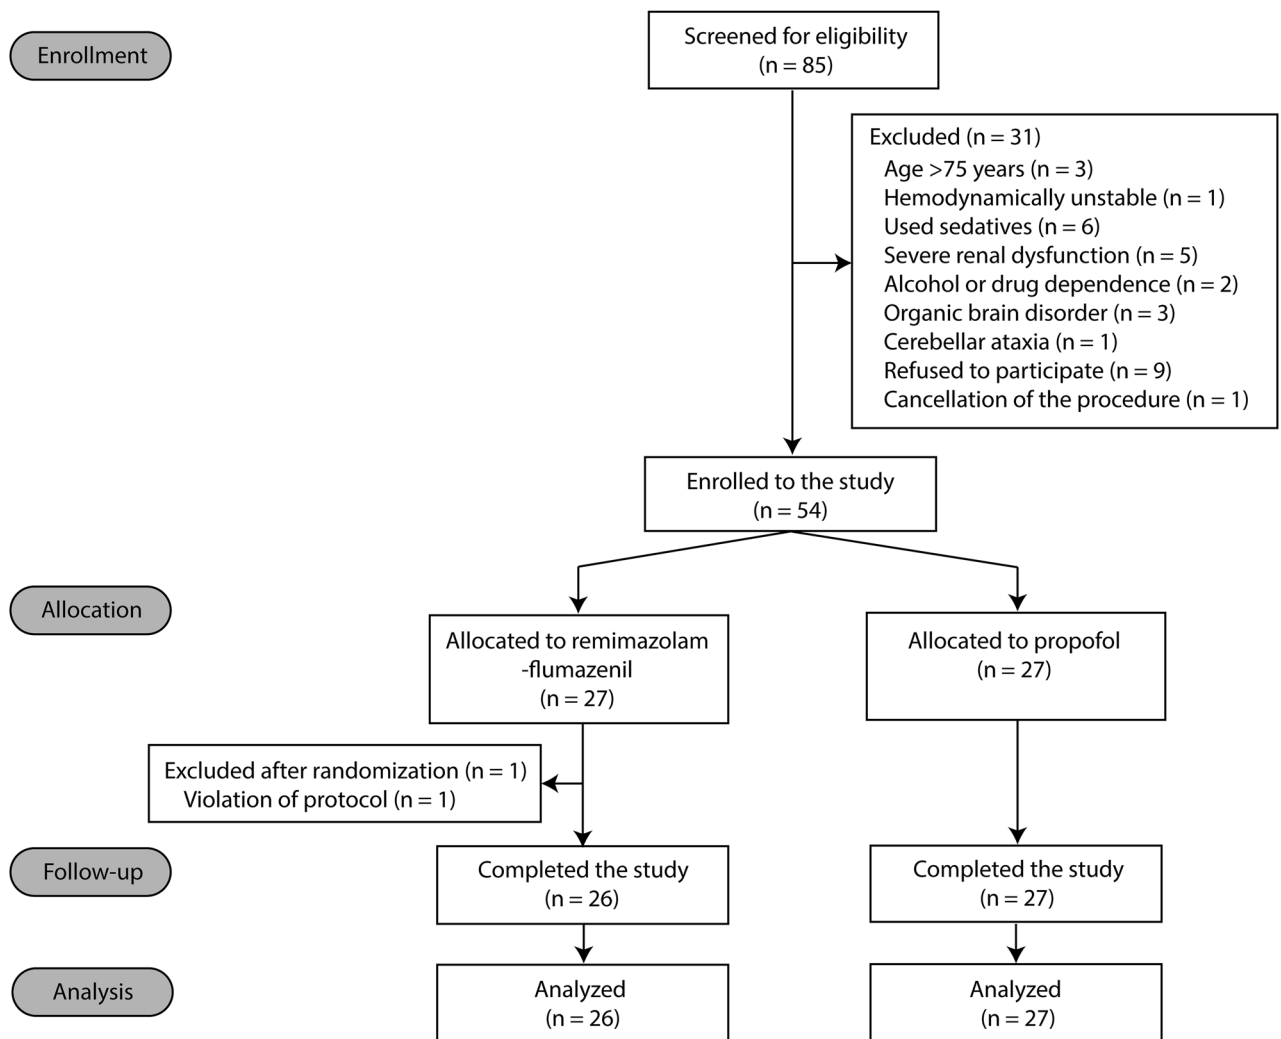 Enrollment
Screened for eligibility
(n = 85)
Excluded (n = 31)
Age >75 years (n = 3)
Hemodynamically unstable (n = 1)
Used sedatives (n = 6)
Severe renal dysfunction (n = 5)
Alcohol or drug dependence (n = 2)
Organic brain disorder (n = 3)
Cerebellar ataxia (n = 1)
Refused to participate (n = 9)
Cancellation of the procedure (n = 1)
Enrolled to the study
(n = 54)
Allocation
Allocated to remimazolam
-flumazenil
(n = 27)
Allocated to propofol
(n = 27)
Excluded after randomization (n = 1)
Violation of protocol (n = 1)
Follow-up
Completed the study
(n = 26)
Completed the study
(n = 27)
Analysis
Analyzed
(n = 26)
Analyzed
(n = 27)